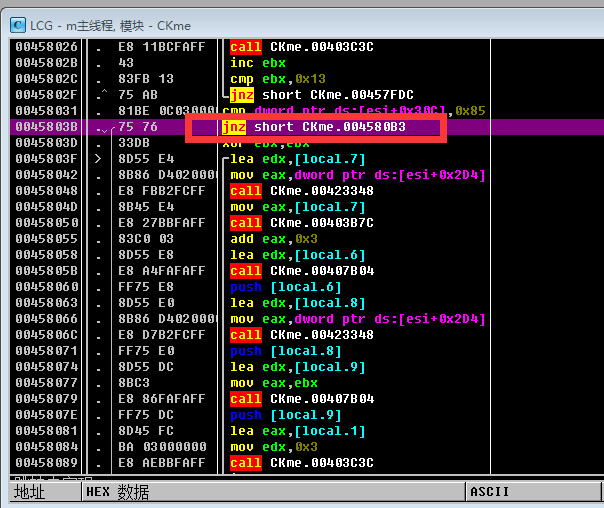 LCG - m主线程, 模块 - CKme
00458026 . E8 11BCFAFF call CKme.00403C3C
0045802B . 43 inc ebx
0045802C . 83FB 13 cmp ebx,0x13
0045802F .^ 75 AB jnz short CKme.00457FDC
00458031 . 81BE 0C030000 cmp dword ptr ds:[esi+0x30C],0x85
0045803B .v 75 76 jnz short CKme.004580B3
0045803D . 33DB xor ebx,ebx
0045803F > 8D55 E4 lea edx,[local.7]
00458042 . 8B86 D4020000 mov eax,dword ptr ds:[esi+0x2D4]
00458048 . E8 FBB2FCFF call CKme.00423348
0045804D . 8B45 E4 mov eax,[local.7]
00458050 . E8 27BBFAFF call CKme.00403B7C
00458055 . 83C0 03 add eax,0x3
00458058 . 8D55 E8 lea edx,[local.6]
0045805B . E8 A4FAFAFF call CKme.00407B04
00458060 . FF75 E8 push [local.6]
00458063 . 8D55 E0 lea edx,[local.8]
00458066 . 8B86 D4020000 mov eax,dword ptr ds:[esi+0x2D4]
0045806C . E8 D7B2FCFF call CKme.00423348
00458071 . FF75 E0 push [local.8]
00458074 . 8D55 DC lea edx,[local.9]
00458077 . 8BC3 mov eax,ebx
00458079 . E8 86FAFAFF call CKme.00407B04
0045807E . FF75 DC push [local.9]
00458081 . 8D45 FC lea eax,[local.1]
00458084 . BA 03000000 mov edx,0x3
00458089 . E8 AEBBFAFF call CKme.00403C3C
地址 HEX 数据 ASCII